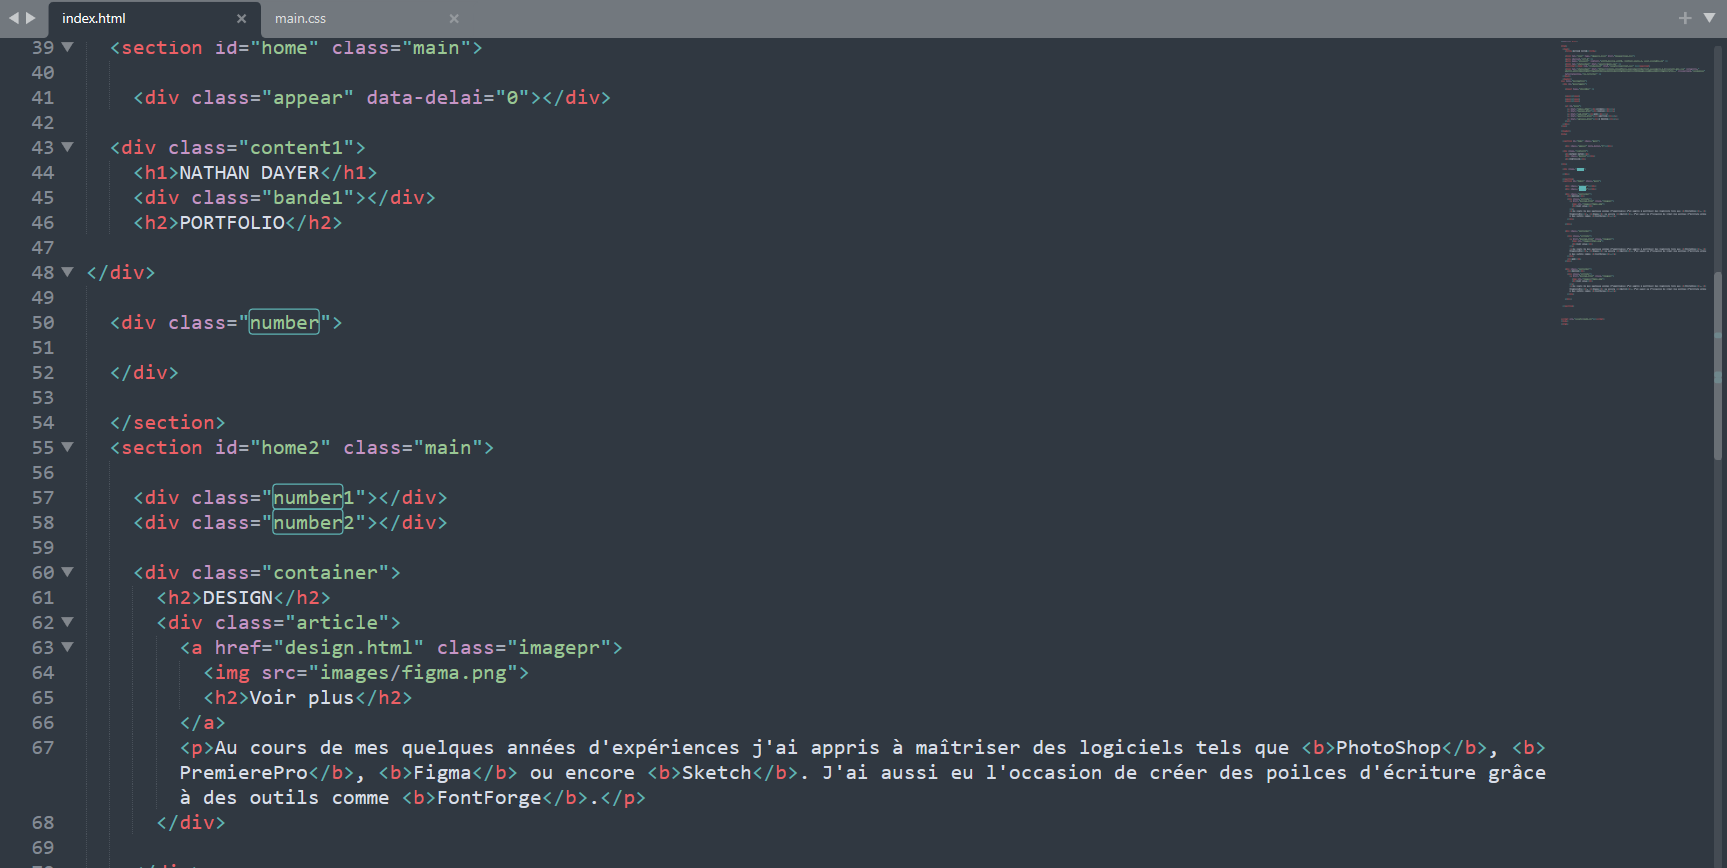 index.html × main.css ×
39 <section id="home" class="main">
40
41 <div class="appear" data-delai="0"></div>
42
43 <div class="content1">
44 <h1>NATHAN DAYER</h1>
45 <div class="bande1"></div>
46 <h2>PORTFOLIO</h2>
47
48 </div>
49
50 <div class="number">
51
52 </div>
53
54 </section>
55 <section id="home2" class="main">
56
57 <div class="number1"></div>
58 <div class="number2"></div>
59
60 <div class="container">
61 <h2>DESIGN</h2>
62 <div class="article">
63 <a href="design.html" class="imagepr">
64 <img src="images/figma.png">
65 <h2>Voir plus</h2>
66 </a>
67 <p>Au cours de mes quelques années d'expériences j'ai appris à maîtriser des logiciels tels que <b>PhotoShop</b>, <b>
PremierePro</b>, <b>Figma</b> ou encore <b>Sketch</b>. J'ai aussi eu l'occasion de créer des poilces d'écriture grâce
à des outils comme <b>FontForge</b>.</p>
68 </div>
69